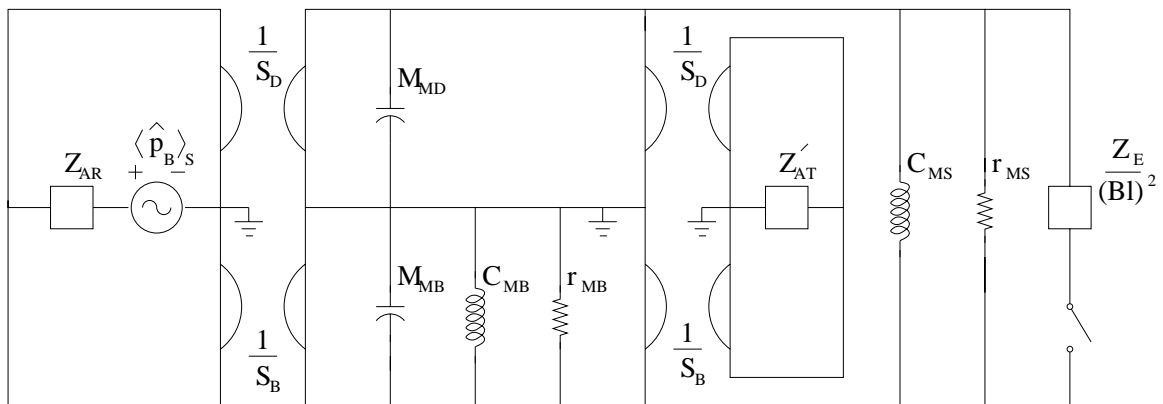 1
S_D
M_MD
1
S_D
Z_AR
⟨p̂_B⟩_S
+ −
Z′_AT
C_MS
r_MS
Z_E
(Bl)²
M_MB
C_MB
r_MB
1
S_B
1
S_B